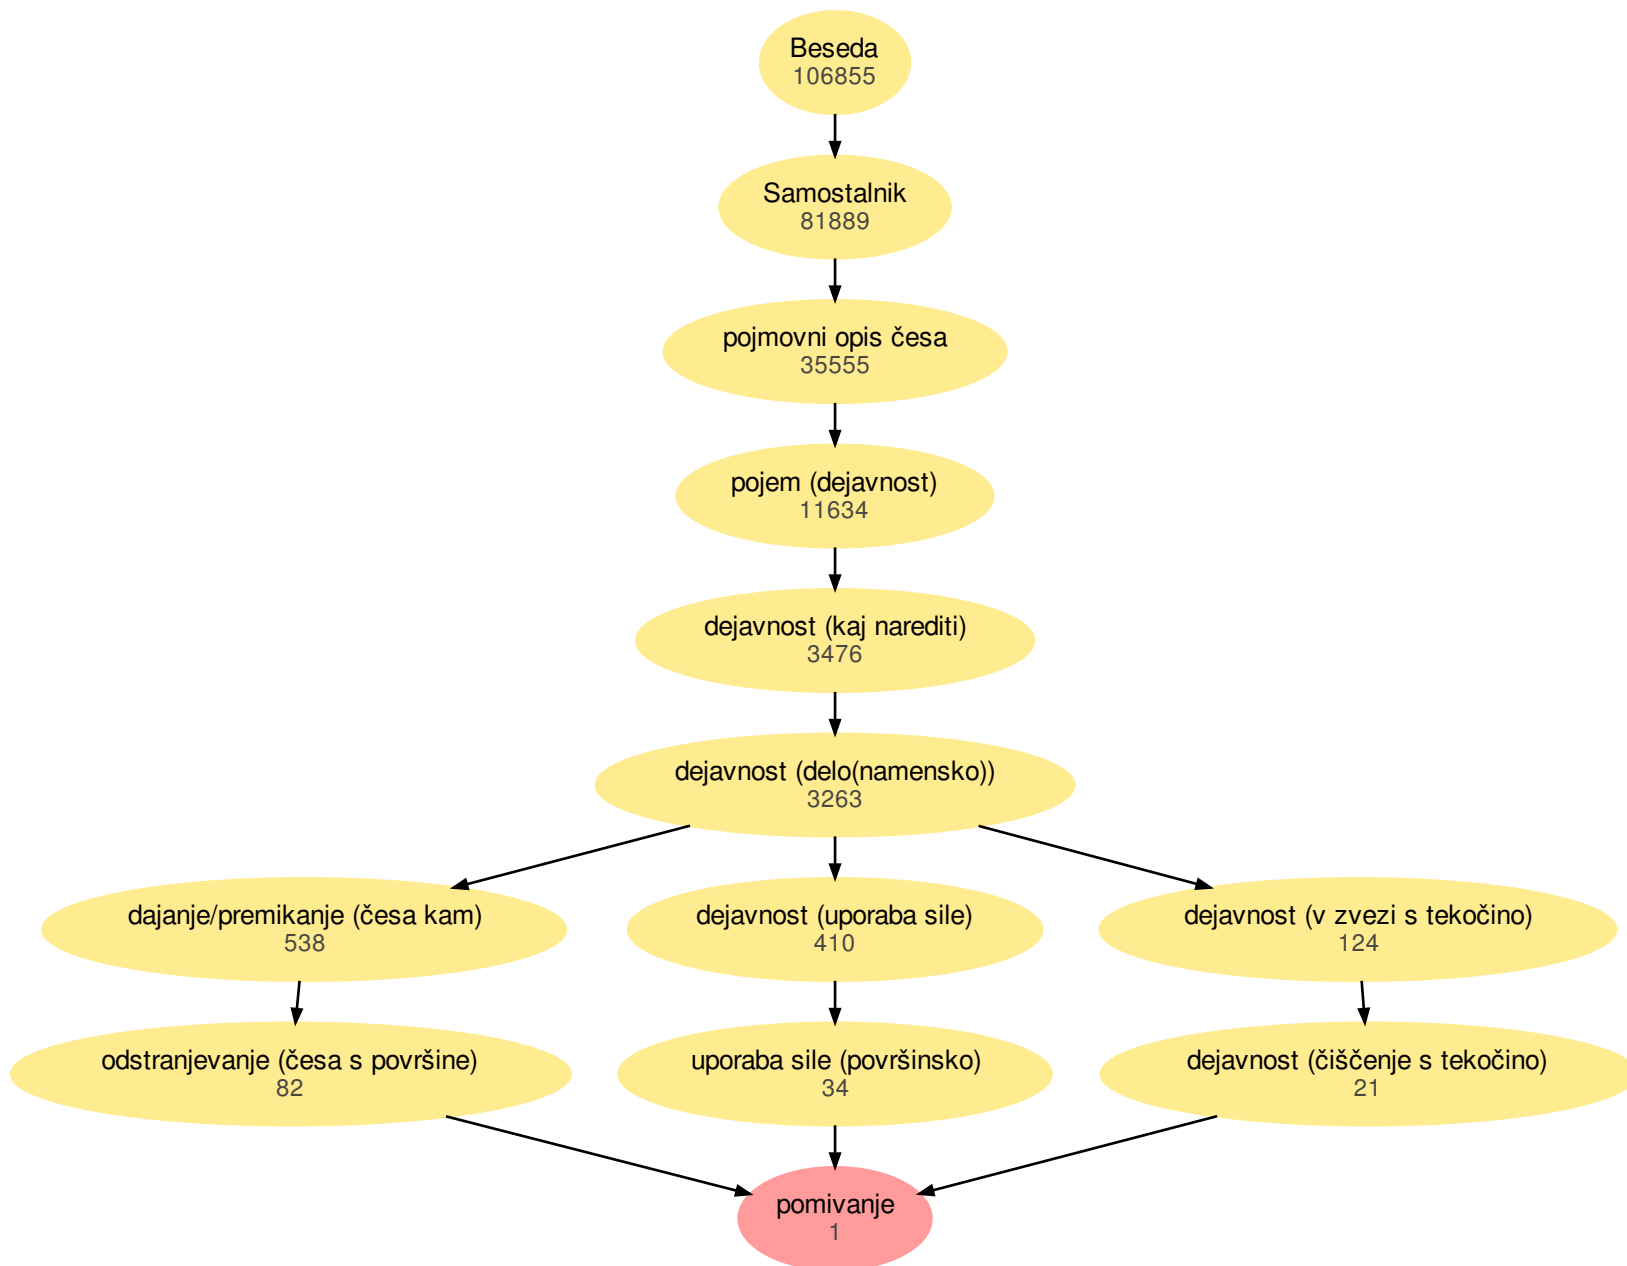 Beseda
106855
Samostalnik
81889
pojmovni opis česa
35555
pojem (dejavnost)
11634
dejavnost (kaj narediti)
3476
dejavnost (delo(namensko))
3263
dajanje/premikanje (česa kam)
538
dejavnost (uporaba sile)
410
dejavnost (v zvezi s tekočino)
124
odstranjevanje (česa s površine)
82
uporaba sile (površinsko)
34
dejavnost (čiščenje s tekočino)
21
pomivanje
1